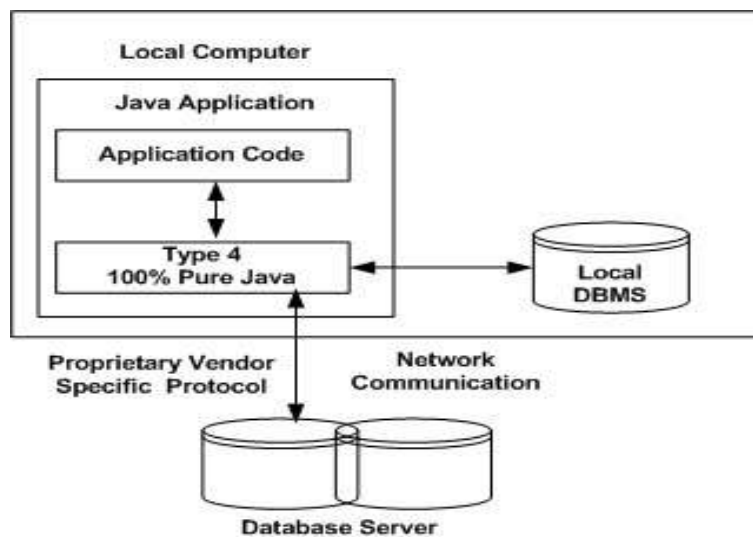 Local Computer
Java Application
Application Code
Type 4
100% Pure Java
Local
DBMS
Proprietary Vendor
Specific Protocol
Network
Communication
Database Server